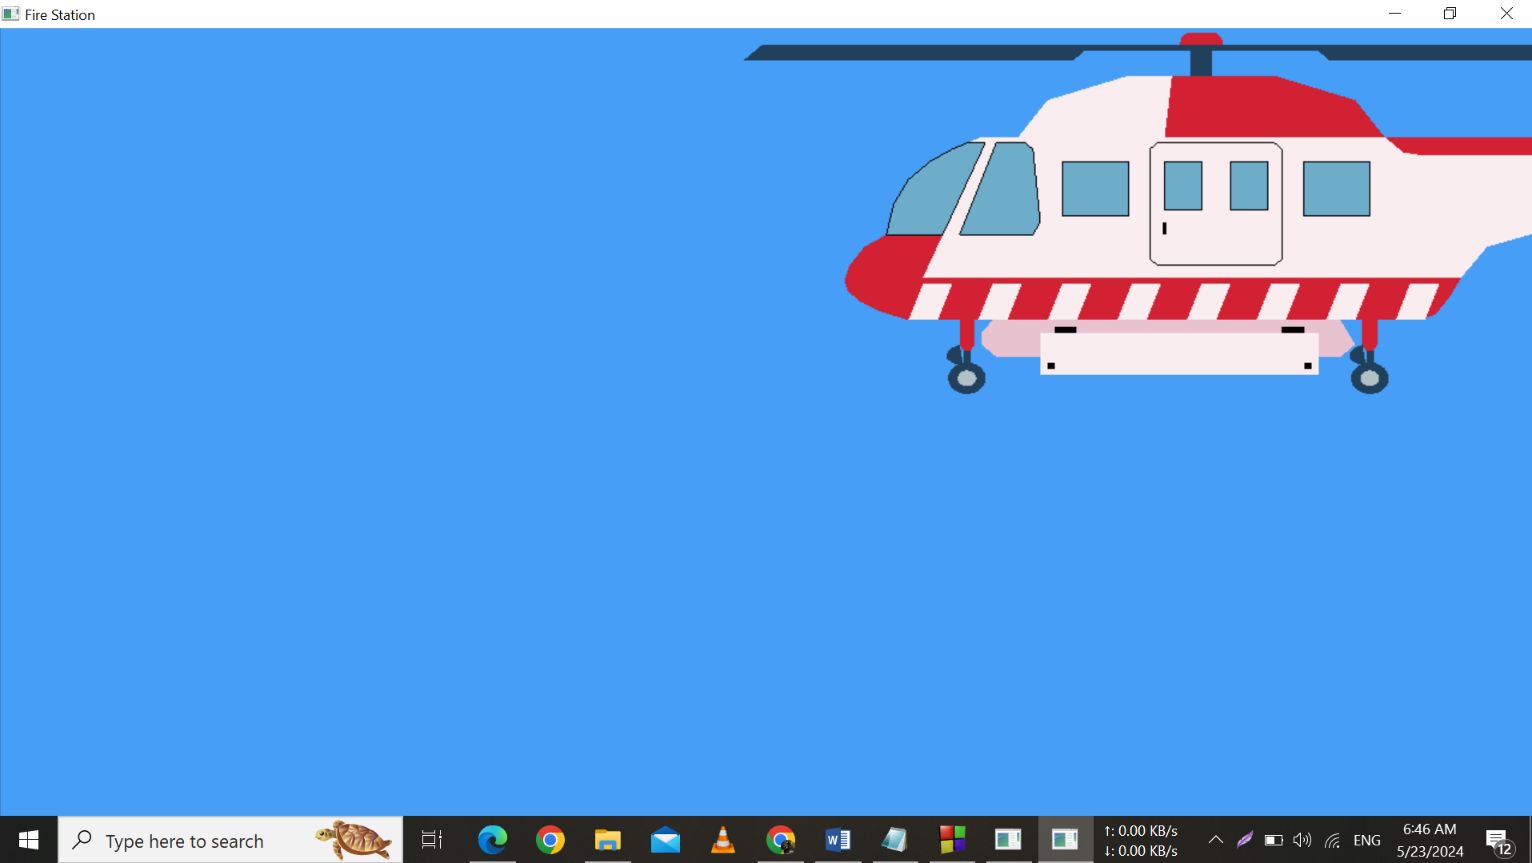 Fire Station
Type here to search
W
↑: 0.00 KB/s
↓: 0.00 KB/s
ENG
6:46 AM
5/23/2024
12